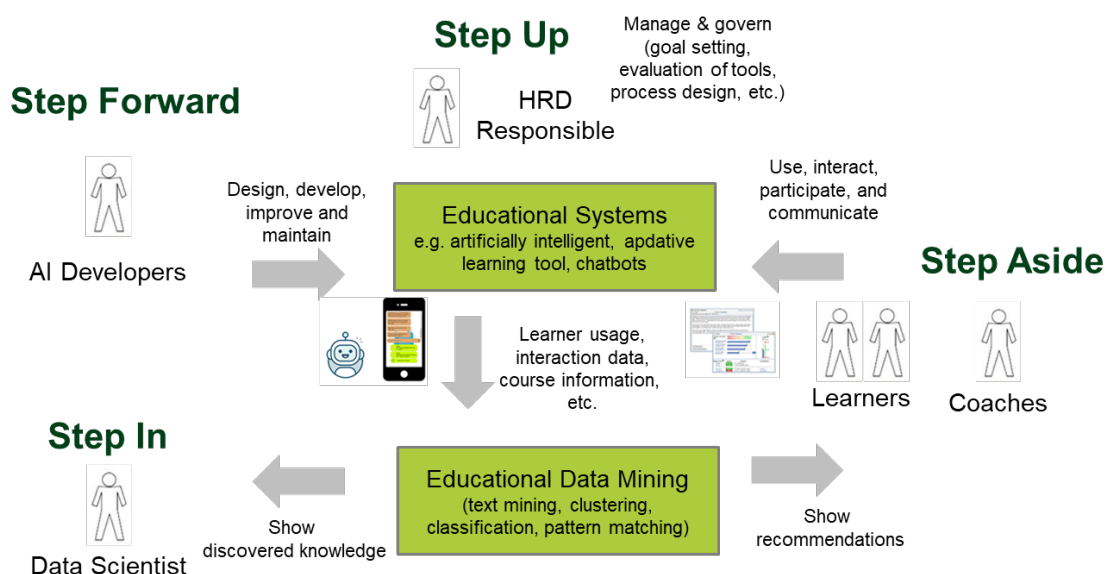 Step Up
Manage & govern
(goal setting,
evaluation of tools,
process design, etc.)
HRD
Responsible
Step Forward
AI Developers
Design, develop,
improve and
maintain
Educational Systems
e.g. artificially intelligent, apdative
learning tool, chatbots
Use, interact,
participate, and
communicate
Step Aside
Learners
Coaches
Learner usage,
interaction data,
course information,
etc.
Step In
Data Scientist
Show
discovered knowledge
Educational Data Mining
(text mining, clustering,
classification, pattern matching)
Show
recommendations